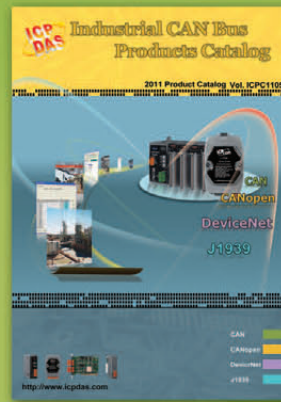 ICP
DAS
Industrial CAN Bus
Products Catalog
2011 Product Catalog Vol. ICPC1105
CAN
CANopen
DeviceNet
J1939
CAN
CANopen
DeviceNet
J1939
http://www.icpdas.com